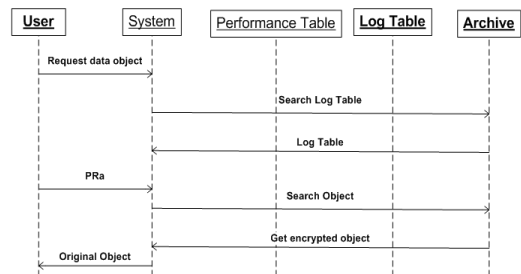 User
System
Performance Table
Log Table
Archive
Request data object
Search Log Table
Log Table
PRa
Search Object
Get encrypted object
Original Object